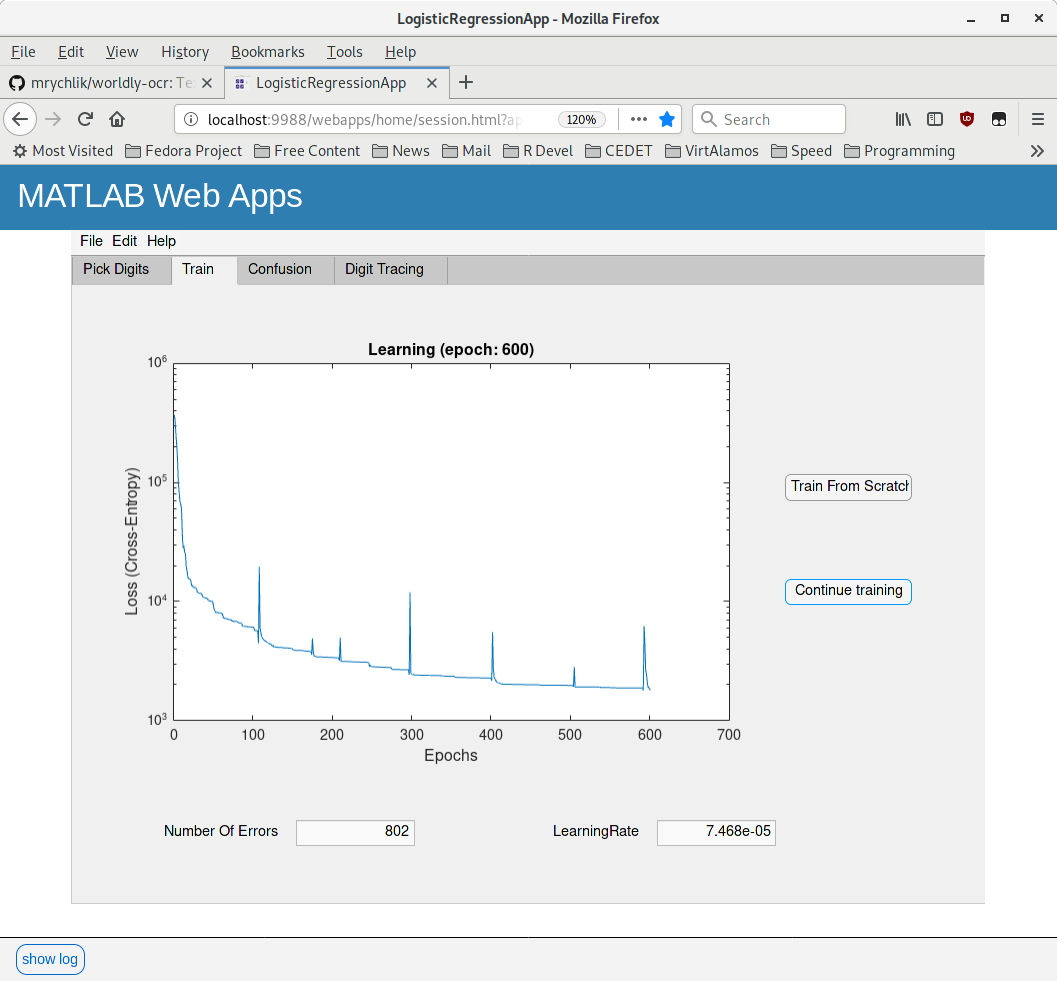 LogisticRegressionApp - Mozilla Firefox
File Edit View History Bookmarks Tools Help
mrychlik/worldly-ocr: Te LogisticRegressionApp
localhost:9988/webapps/home/session.html?ap 120% Search
Most Visited Fedora Project Free Content News Mail R Devel CEDET VirtAlamos Speed Programming
MATLAB Web Apps
File Edit Help
Pick Digits Train Confusion Digit Tracing
Learning (epoch: 600)
10^6
10^5
10^4
10^3
Loss (Cross-Entropy)
0 100 200 300 400 500 600 700
Epochs
Train From Scratch
Continue training
Number Of Errors 802 LearningRate 7.468e-05
show log